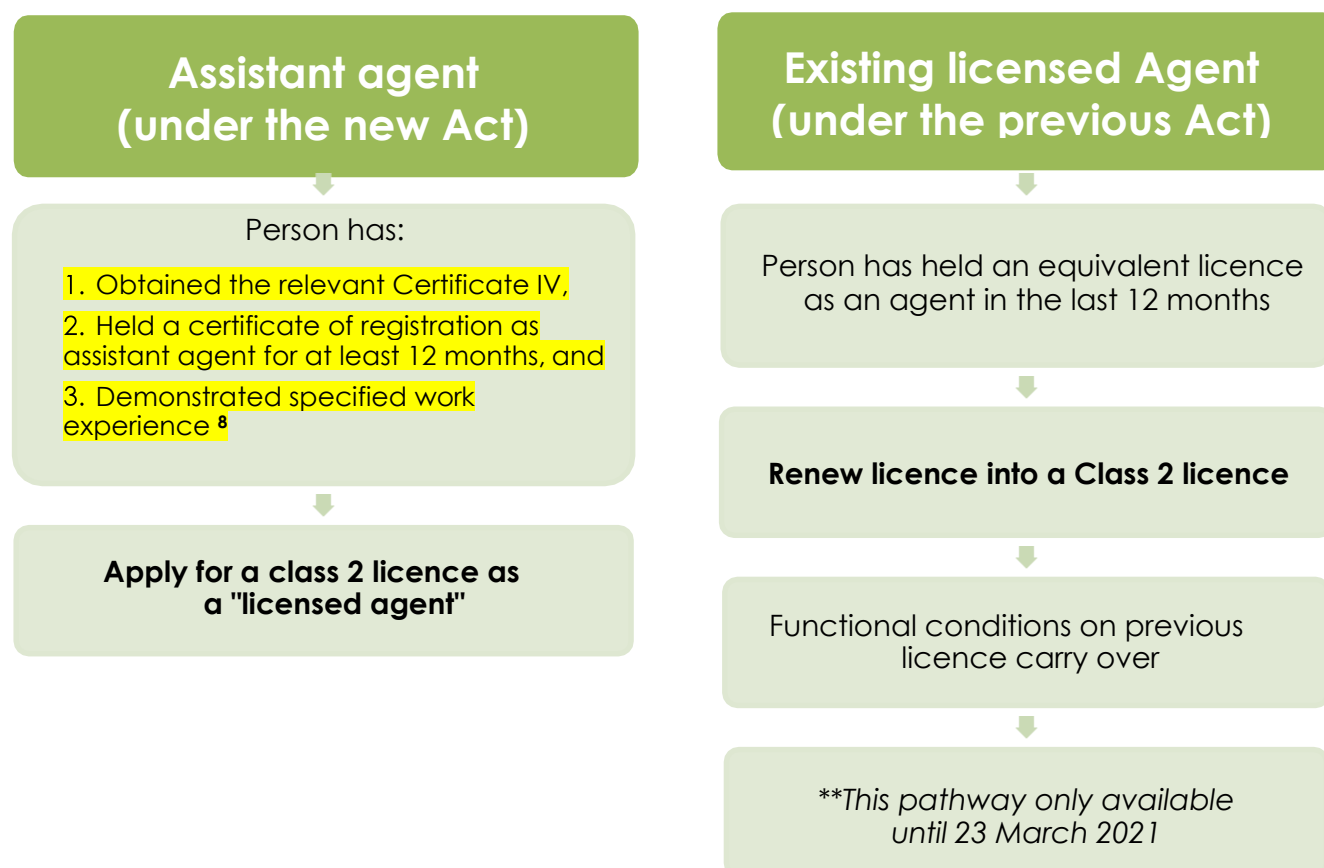 Assistant agent
(under the new Act)
Person has:
1. Obtained the relevant Certificate IV,
2. Held a certificate of registration as
assistant agent for at least 12 months, and
3. Demonstrated specified work
experience 8
Apply for a class 2 licence as
a "licensed agent"
Existing licensed Agent
(under the previous Act)
Person has held an equivalent licence
as an agent in the last 12 months
Renew licence into a Class 2 licence
Functional conditions on previous
licence carry over
**This pathway only available
until 23 March 2021